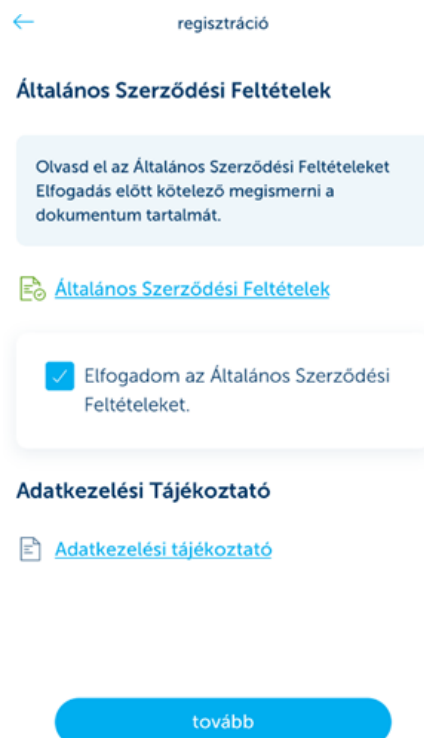 regisztráció
Általános Szerződési Feltételek
Olvasd el az Általános Szerződési Feltételeket
Elfogadás előtt kötelező megismerni a
dokumentum tartalmát.
Általános Szerződési Feltételek
Elfogadom az Általános Szerződési
Feltételeket.
Adatkezelési Tájékoztató
Adatkezelési tájékoztató
tovább